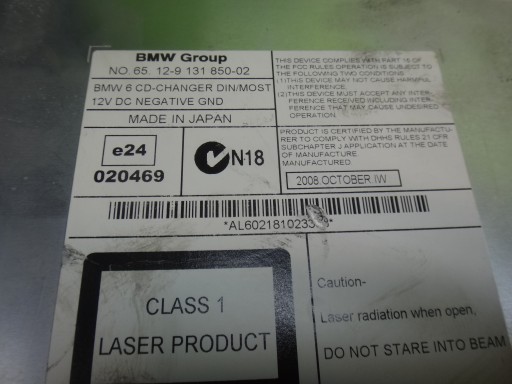 BMW Group
NO. 65. 12-9 131 850-02
BMW 6 CD-CHANGER DIN/MOST
12V DC NEGATIVE GND
MADE IN JAPAN
e24
020469
N18
THIS DEVICE COMPLIES WITH PART 15 OF
THE FCC RULES OPERATION IS SUBJECT TO
THE FOLLOWING TWO CONDITIONS
(1)THIS DEVICE MAY NOT CAUSE HARMFUL
INTERFERENCE.
(2)THIS DEVICE MUST ACCEPT ANY INTER-
FERENCE RECEIVED INCLUDING INTER-
FERENCE THAT MAY CAUSE UNDESIRED
OPERATION.
PRODUCT IS CERTIFIED BY THE MANUFACTU-
RER TO COMPLY WITH DHHS RULES 21 CFR
SUBCHAPTER J APPLICATION AT THE DATE
OF MANUFACTURE.
MANUFACTURED
2008.OCTOBER.IW
CLASS 1
LASER PRODUCT
Caution-
Laser radiation when open,
DO NOT STARE INTO BEAM